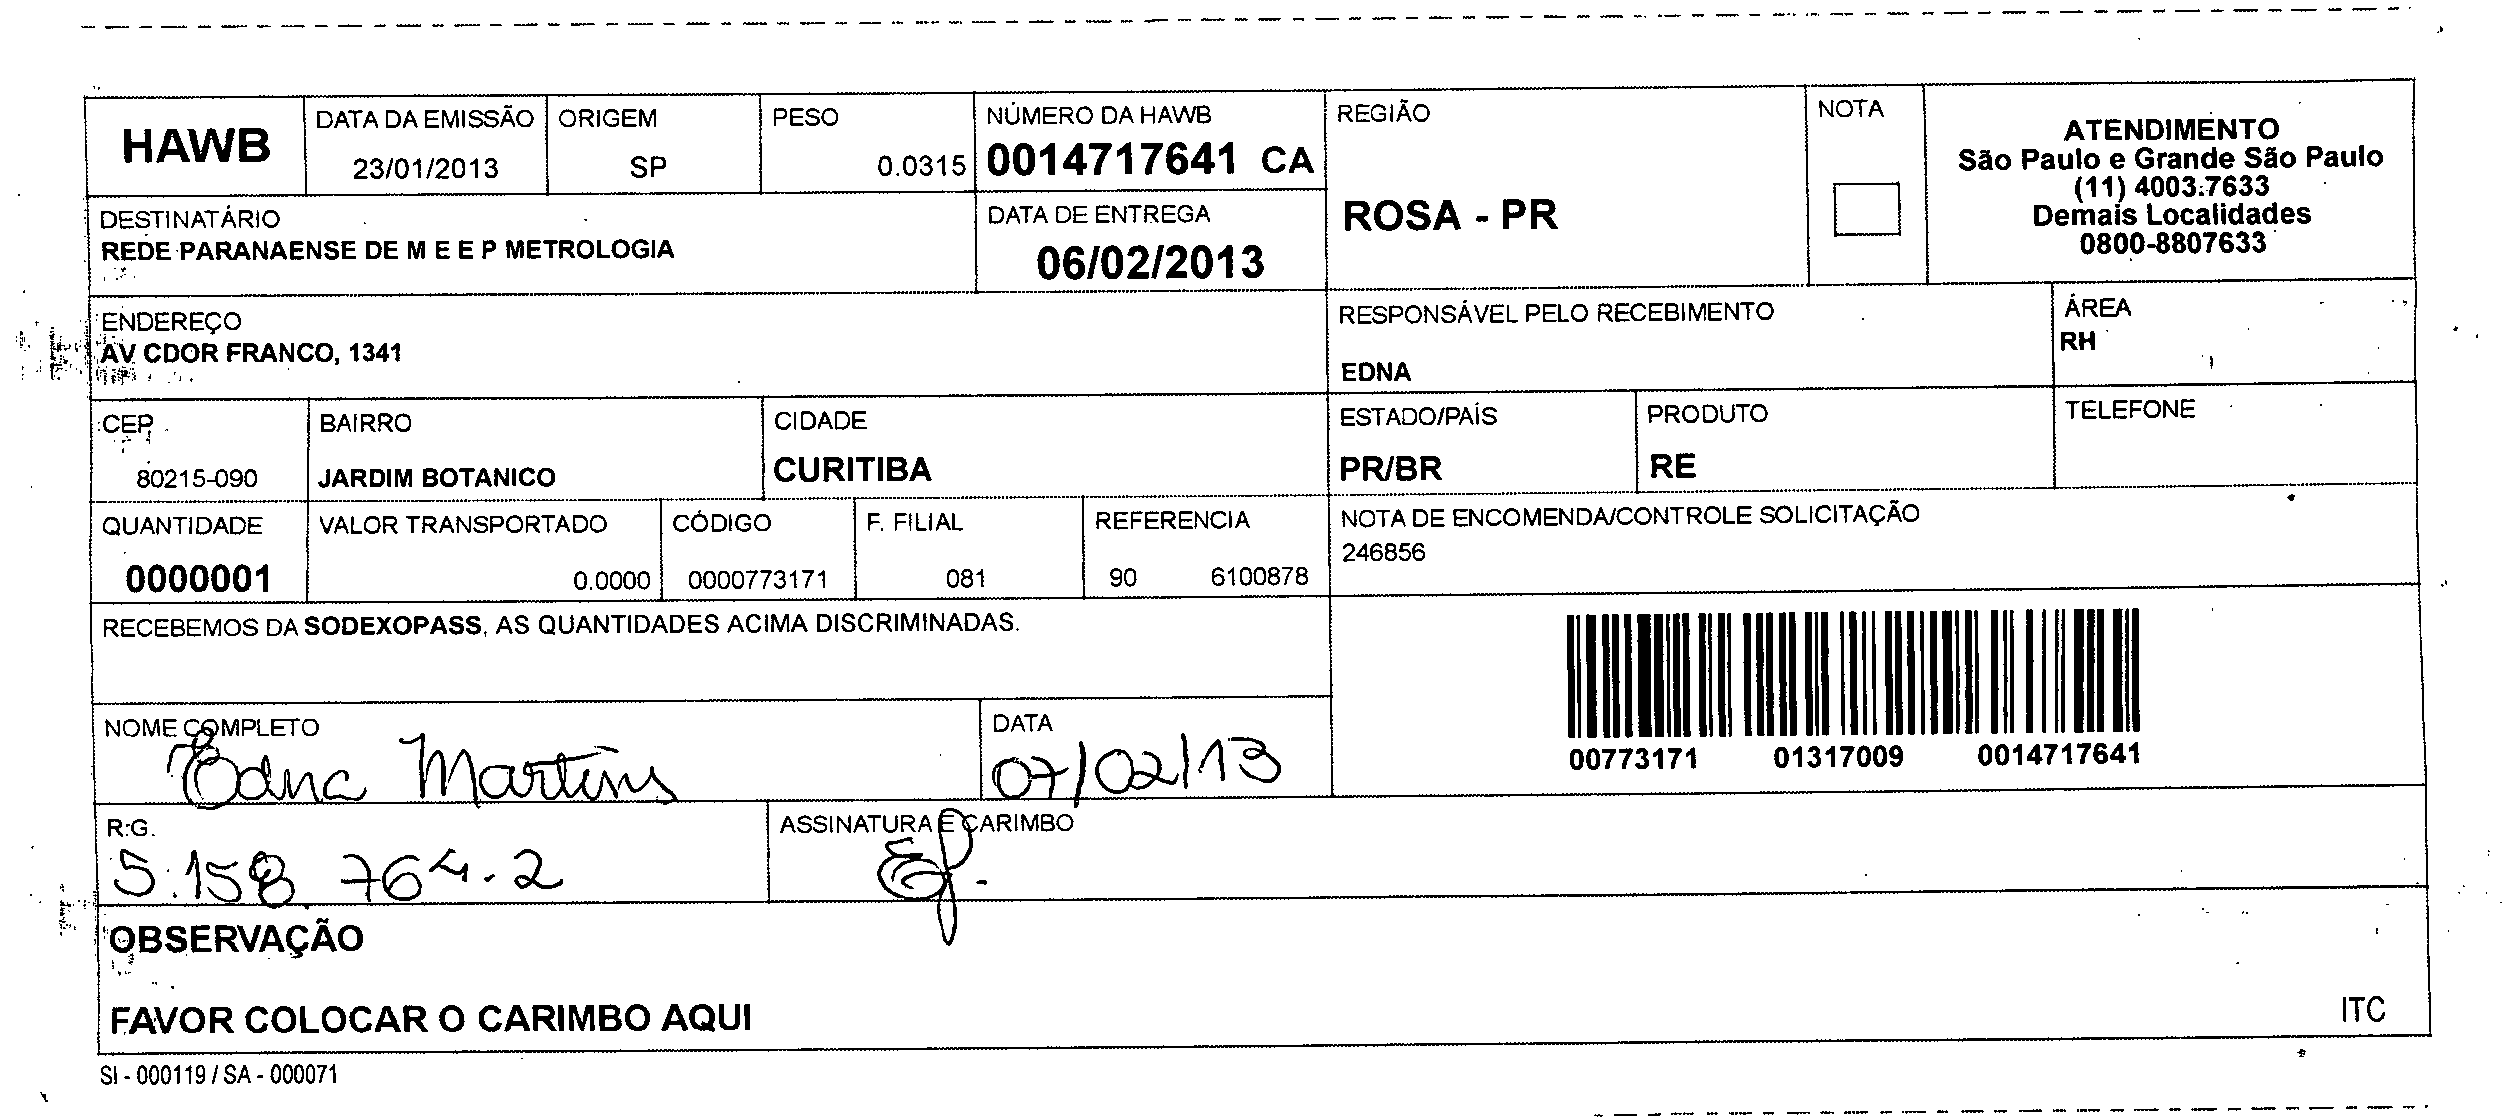 HAWB
DATA DA EMISSÃO
23/01/2013
ORIGEM
SP
PESO
0.0315
NÚMERO DA HAWB
0014717641 CA
REGIÃO
ROSA - PR
NOTA
ATENDIMENTO
São Paulo e Grande São Paulo
(11) 4003.7633
Demais Localidades
0800-8807633
DESTINATÁRIO
REDE PARANAENSE DE M E E P METROLOGIA
DATA DE ENTREGA
06/02/2013
ENDEREÇO
AV CDOR FRANCO, 1341
RESPONSÁVEL PELO RECEBIMENTO
EDNA
ÁREA
RH
CEP
80215-090
BAIRRO
JARDIM BOTANICO
CIDADE
CURITIBA
ESTADO/PAÍS
PR/BR
PRODUTO
RE
TELEFONE
QUANTIDADE
0000001
VALOR TRANSPORTADO
0.0000
CÓDIGO
0000773171
F. FILIAL
081
REFERENCIA
90 6100878
NOTA DE ENCOMENDA/CONTROLE SOLICITAÇÃO
246856
RECEBEMOS DA SODEXOPASS, AS QUANTIDADES ACIMA DISCRIMINADAS.
00773171 01317009 0014717641
NOME COMPLETO
Edna Martins
DATA
07/02/13
R.G.
5.158.764-2
ASSINATURA E CARIMBO
OBSERVAÇÃO
FAVOR COLOCAR O CARIMBO AQUI
ITC
SI - 000119 / SA - 000071